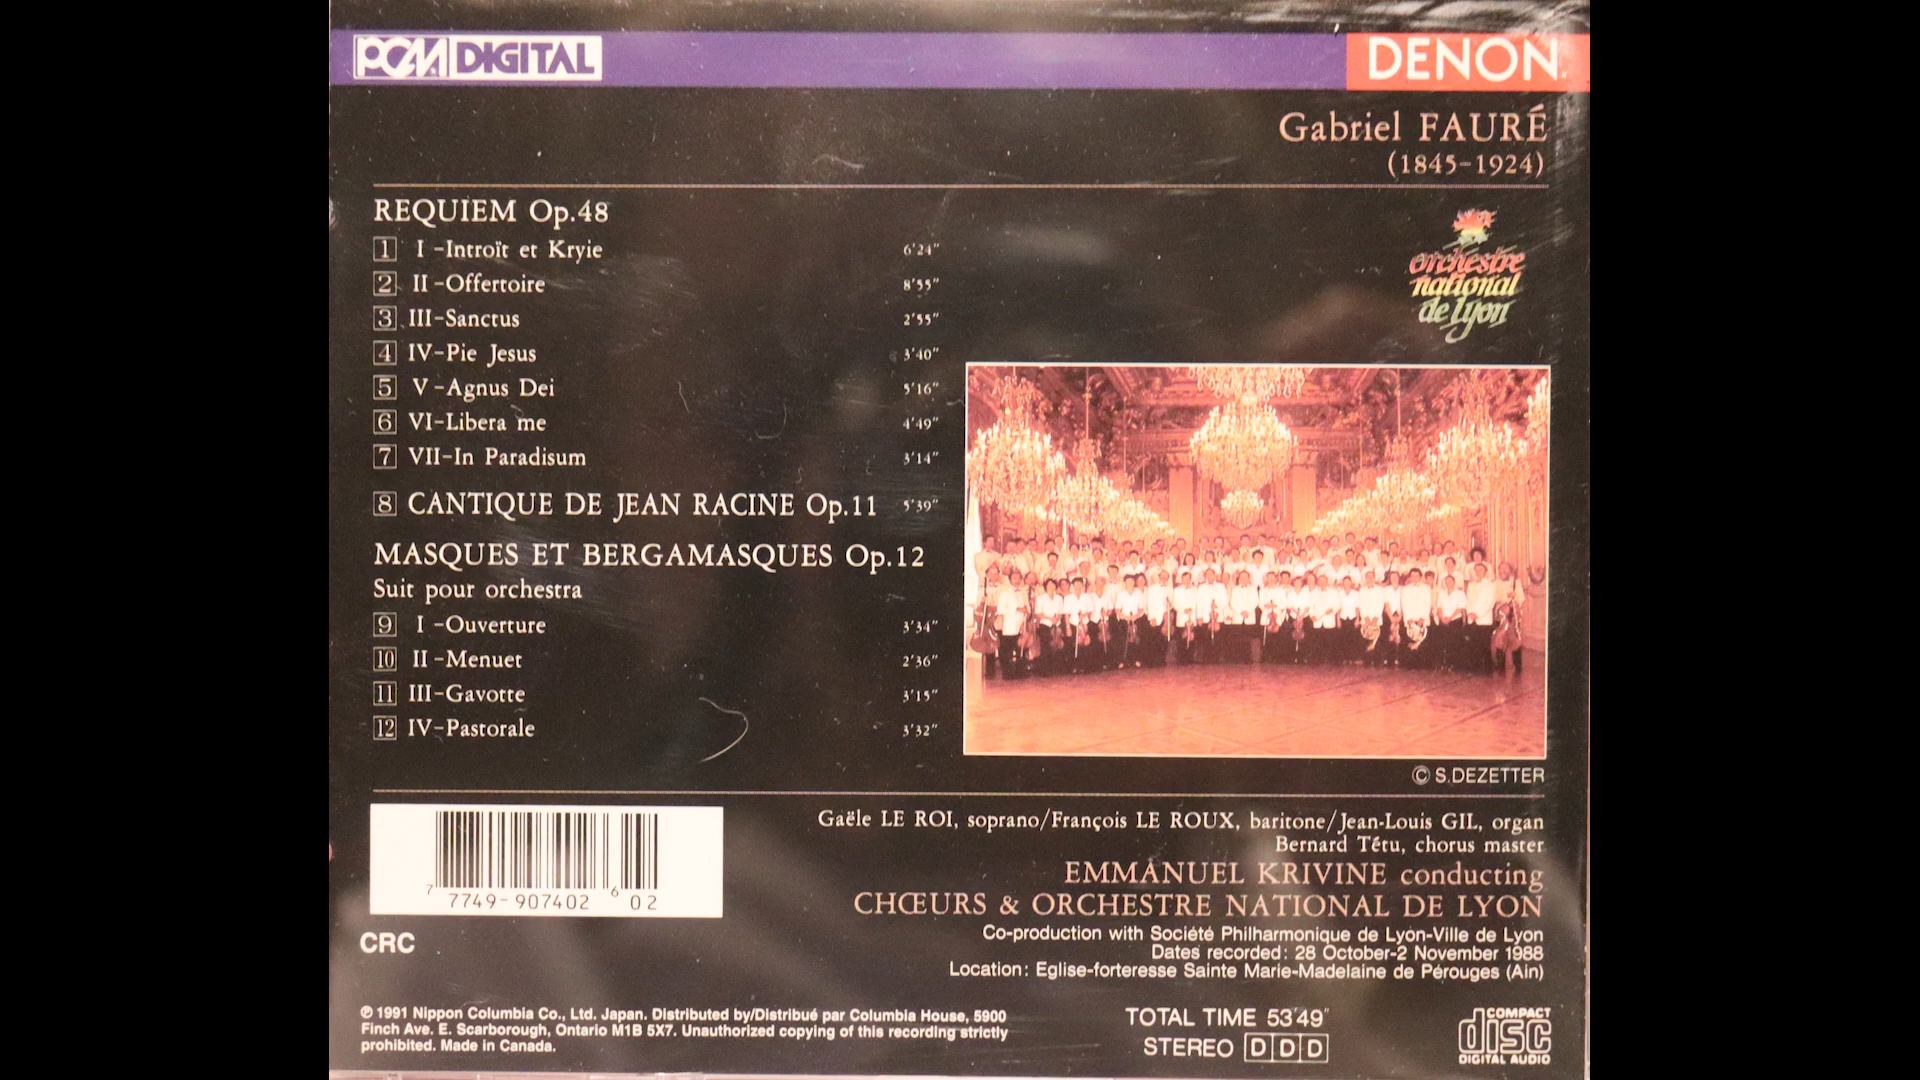 PCM DIGITAL
DENON
Gabriel FAURÉ
(1845-1924)
REQUIEM Op.48
1 I -Introït et Kryie 6'24"
2 II -Offertoire 8'55"
3 III-Sanctus 2'55"
4 IV-Pie Jesus 3'40"
5 V -Agnus Dei 5'16"
6 VI-Libera me 4'49"
7 VII-In Paradisum 3'14"
8 CANTIQUE DE JEAN RACINE Op.11 5'39"
MASQUES ET BERGAMASQUES Op.12
Suit pour orchestra
9 I -Ouverture 3'34"
10 II -Menuet 2'36"
11 III-Gavotte 3'15"
12 IV-Pastorale 3'32"
orchestre
national
de lyon
© S.DEZETTER
Gaële LE ROI, soprano/François LE ROUX, baritone/Jean-Louis GIL, organ
Bernard Tétu, chorus master
EMMANUEL KRIVINE conducting
CHŒURS & ORCHESTRE NATIONAL DE LYON
Co-production with Société Philharmonique de Lyon-Ville de Lyon
Dates recorded: 28 October-2 November 1988
Location: Eglise-forteresse Sainte Marie-Madelaine de Pérouges (Ain)
7 7749-907402 6 02
CRC
℗ 1991 Nippon Columbia Co., Ltd. Japan. Distributed by/Distribué par Columbia House, 5900
Finch Ave. E. Scarborough, Ontario M1B 5X7. Unauthorized copying of this recording strictly
prohibited. Made in Canada.
TOTAL TIME 53'49"
STEREO DDD
COMPACT
disc
DIGITAL AUDIO